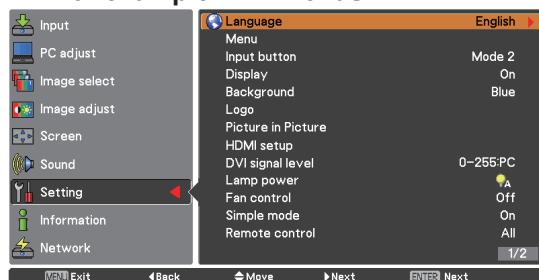 Input
PC adjust
Image select
Image adjust
Screen
Sound
Setting
Information
Network
Language English
Menu
Input button Mode 2
Display On
Background Blue
Logo
Picture in Picture
HDMI setup
DVI signal level 0-255:PC
Lamp power A
Fan control Off
Simple mode On
Remote control All
1/2
MENU Exit Back Move Next ENTER Next